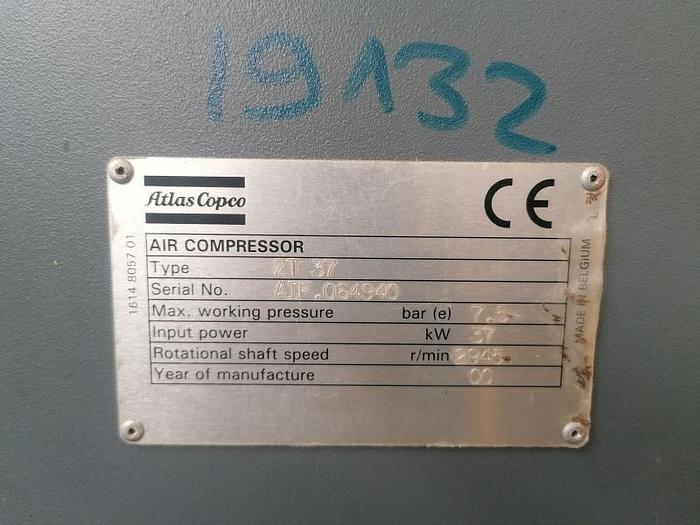 19132
Atlas Copco
CE
AIR COMPRESSOR
Type ZT 37
Serial No. AIF.064940
Max. working pressure bar (e) 7.5
Input power kW 37
Rotational shaft speed r/min 2945
Year of manufacture 00
1614 8057 01
MADE IN BELGIUM